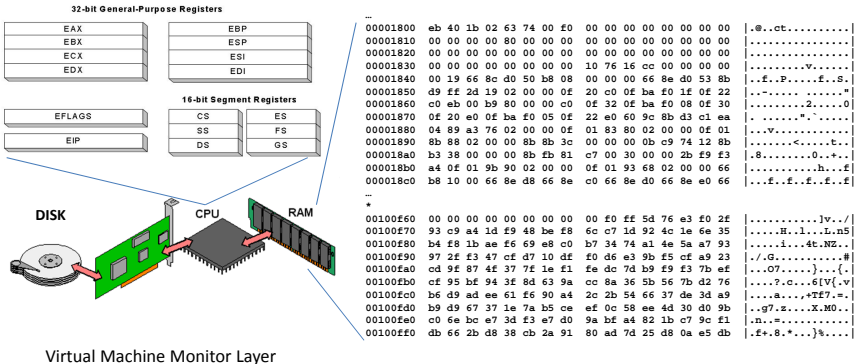 32-bit General-Purpose Registers
EAX
EBX
ECX
EDX
EBP
ESP
ESI
EDI
16-bit Segment Registers
EFLAGS
EIP
CS
SS
DS
ES
FS
GS
DISK
CPU
RAM
Virtual Machine Monitor Layer
…
00001800 eb 40 1b 02 63 74 00 f0 00 00 00 00 00 00 00 00 |.@..ct..........|
00001810 00 00 00 00 80 00 00 00 00 00 00 00 00 00 00 00 |................|
00001820 00 00 00 00 00 00 00 00 00 00 00 00 00 00 00 00 |................|
00001830 00 00 00 00 00 00 00 00 10 76 16 cc 00 00 00 00 |.........v......|
00001840 00 19 66 8c d0 50 b8 08 00 00 00 66 8e d0 53 8b |..f..P.....f..S.|
00001850 d9 ff 2d 19 02 00 00 0f 20 c0 0f ba f0 1f 0f 22 |..-..... ......"|
00001860 c0 eb 00 b9 80 00 00 c0 0f 32 0f ba f0 08 0f 30 |.........2.....0|
00001870 0f 20 e0 0f ba f0 05 0f 22 e0 60 9c 8b d3 c1 ea |. ......".`.....|
00001880 04 89 a3 76 02 00 00 0f 01 83 80 02 00 00 0f 01 |...v............|
00001890 8b 88 02 00 00 8b 8b 3c 00 00 00 0b c9 74 12 8b |.......<.....t..|
000018a0 b3 38 00 00 00 8b fb 81 c7 00 30 00 00 2b f9 f3 |.8........0..+..|
000018b0 a4 0f 01 9b 90 02 00 00 0f 01 93 68 02 00 00 66 |...........h...f|
000018c0 b8 10 00 66 8e d8 66 8e c0 66 8e d0 66 8e e0 66 |...f..f..f..f..f|
…
*
00100f60 00 00 00 00 00 00 00 00 00 f0 ff 5d 76 e3 f0 2f |...........]v../|
00100f70 93 c9 a4 1d f9 48 be f8 6c c7 1d 92 4c 1e 6e 35 |.....H..l...L.n5|
00100f80 b4 f8 1b ae f6 69 e8 c0 b7 34 74 a1 4e 5a a7 93 |.....i...4t.NZ..|
00100f90 97 2f f3 47 cf d7 10 df f0 d6 e3 9b f5 cf a9 23 |./.G...........#|
00100fa0 cd 9f 87 4f 37 7f 1e f1 fe dc 7d b9 f9 f3 7b ef |...O7.....}...{.|
00100fb0 cf 95 bf 94 3f 8d 63 9a cc 8a 36 5b 56 7b d2 76 |....?.c...6[V{.v|
00100fc0 b6 d9 ad ee 61 f6 90 a4 2c 2b 54 66 37 de 3d a9 |....a...,+Tf7.=.|
00100fd0 b9 d9 67 37 1e 7a b5 ce ef 0c 58 ee 4d 30 d0 9b |..g7.z....X.M0..|
00100fe0 c0 6e bc e7 3d f3 e7 d0 9a bf a4 82 1b c7 9c f1 |.n..=...........|
00100ff0 db 66 2b d8 38 cb 2a 91 80 ad 7d 25 d8 0a e5 db |.f+.8.*...}%....|